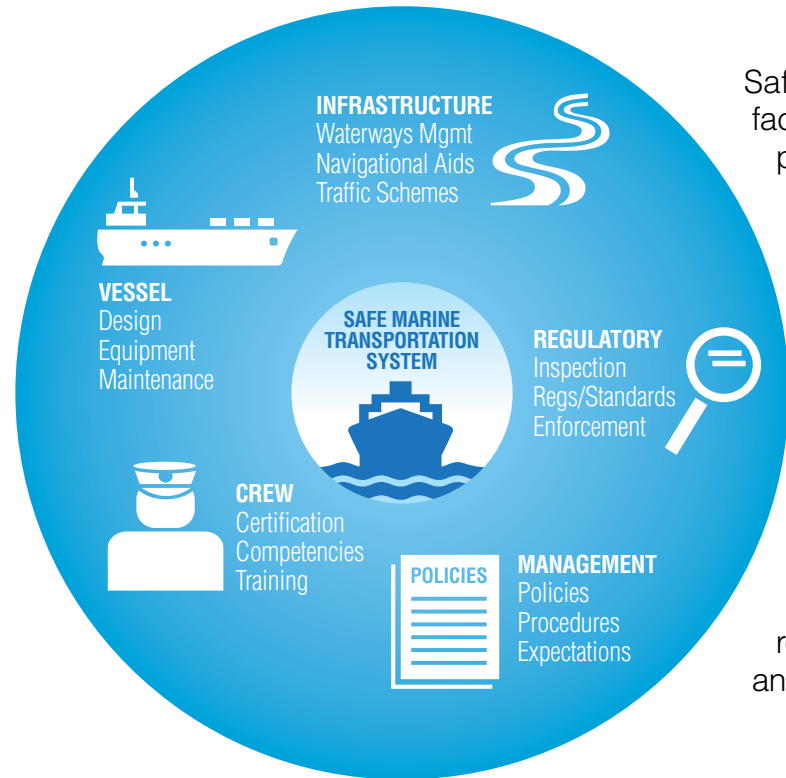 INFRASTRUCTURE
Waterways Mgmt
Navigational Aids
Traffic Schemes
VESSEL
Design
Equipment
Maintenance
SAFE MARINE
TRANSPORTATION
SYSTEM
REGULATORY
Inspection
Regs/Standards
Enforcement
CREW
Certification
Competencies
Training
POLICIES
MANAGEMENT
Policies
Procedures
Expectations